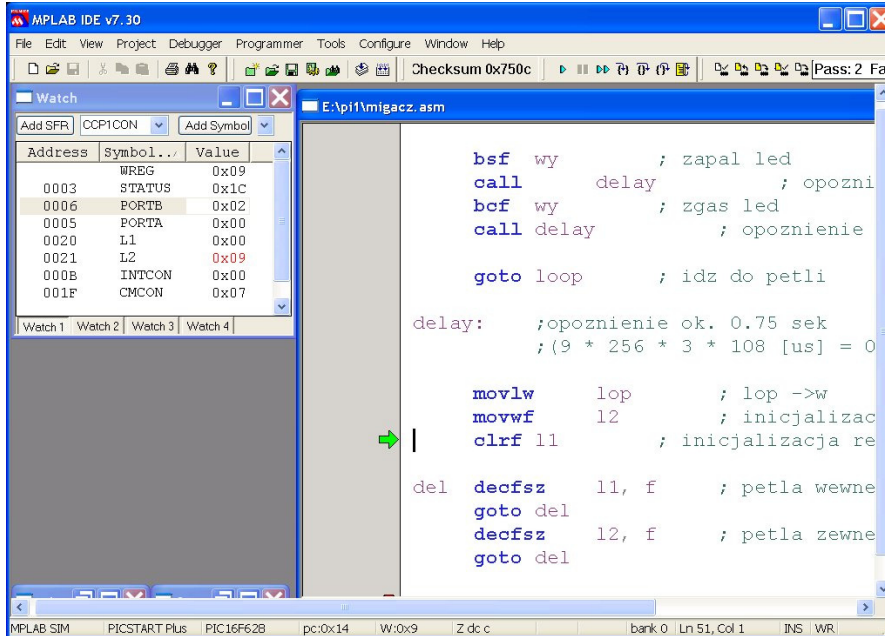 MPLAB IDE v7.30
File Edit View Project Debugger Programmer Tools Configure Window Help
Checksum 0x750c Pass: 2 Fa
Watch
Add SFR CCP1CON Add Symbol
Address Symbol.. Value
WREG 0x09
0003 STATUS 0x1C
0006 PORTB 0x02
0005 PORTA 0x00
0020 L1 0x00
0021 L2 0x09
000B INTCON 0x00
001F CMCON 0x07
Watch 1 Watch 2 Watch 3 Watch 4
E:\pi1\migacz.asm
bsf wy ; zapal led
call delay ; opozni
bcf wy ; zgas led
call delay ; opoznienie
goto loop ; idz do petli
delay: ;opoznienie ok. 0.75 sek
;(9 * 256 * 3 * 108 [us] = 0
movlw lop ; lop ->w
movwf l2 ; inicjalizac
clrf l1 ; inicjalizacja re
del decfsz l1, f ; petla wewne
goto del
decfsz l2, f ; petla zewne
goto del
MPLAB SIM PICSTART Plus PIC16F628 pc:0x14 W:0x9 Z dc c bank 0 Ln 51, Col 1 INS WR